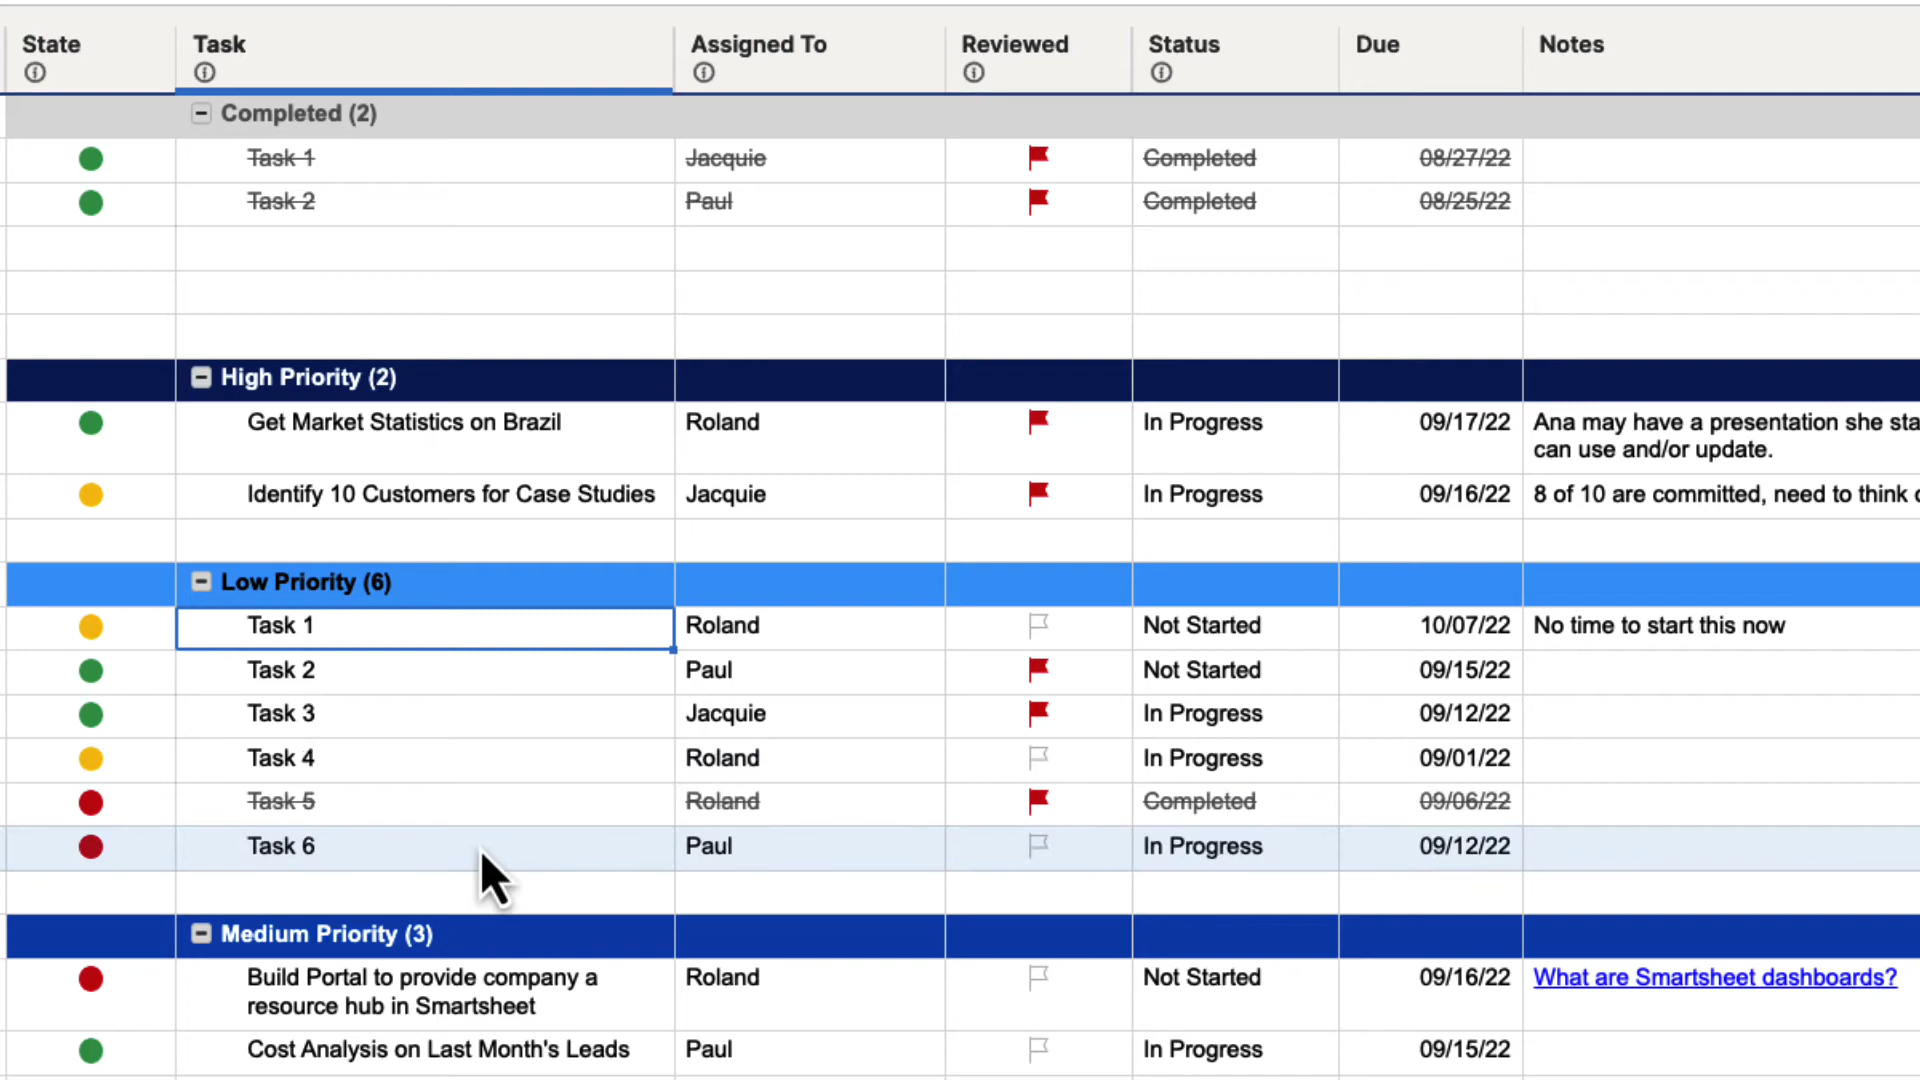 State Task Assigned To Reviewed Status Due Notes
Completed (2)
Task 1 Jacquie Completed 08/27/22
Task 2 Paul Completed 08/25/22
High Priority (2)
Get Market Statistics on Brazil Roland In Progress 09/17/22 Ana may have a presentation she sta
can use and/or update.
Identify 10 Customers for Case Studies Jacquie In Progress 09/16/22 8 of 10 are committed, need to think
Low Priority (6)
Task 1 Roland Not Started 10/07/22 No time to start this now
Task 2 Paul Not Started 09/15/22
Task 3 Jacquie In Progress 09/12/22
Task 4 Roland In Progress 09/01/22
Task 5 Roland Completed 09/06/22
Task 6 Paul In Progress 09/12/22
Medium Priority (3)
Build Portal to provide company a Roland Not Started 09/16/22 What are Smartsheet dashboards?
resource hub in Smartsheet
Cost Analysis on Last Month's Leads Paul In Progress 09/15/22